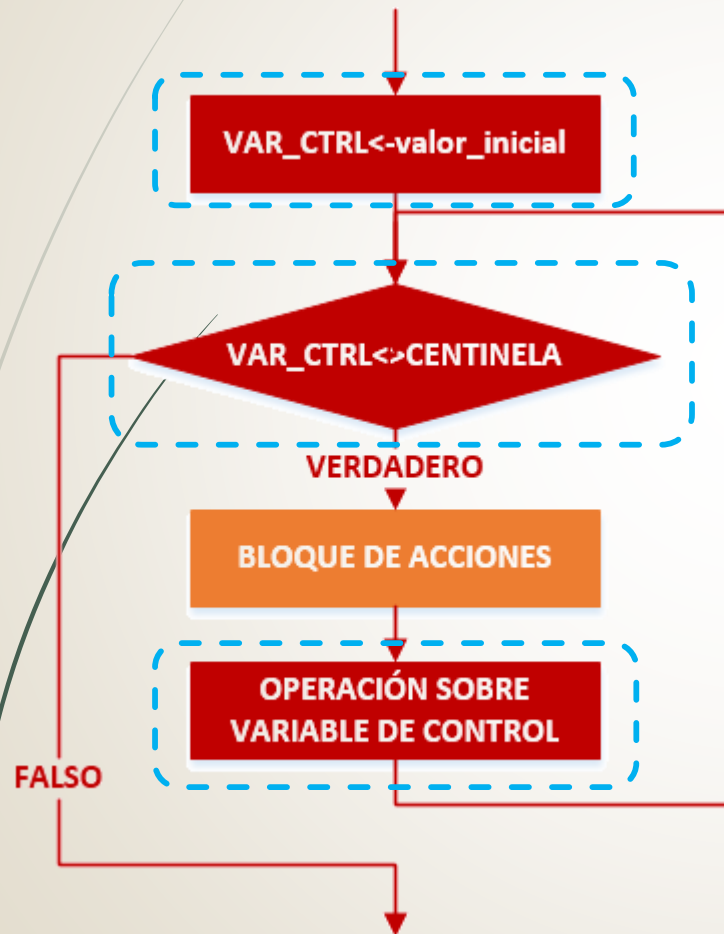 VAR_CTRL<-valor_inicial
VAR_CTRL<>CENTINELA
VERDADERO
BLOQUE DE ACCIONES
OPERACIÓN SOBRE
VARIABLE DE CONTROL
FALSO